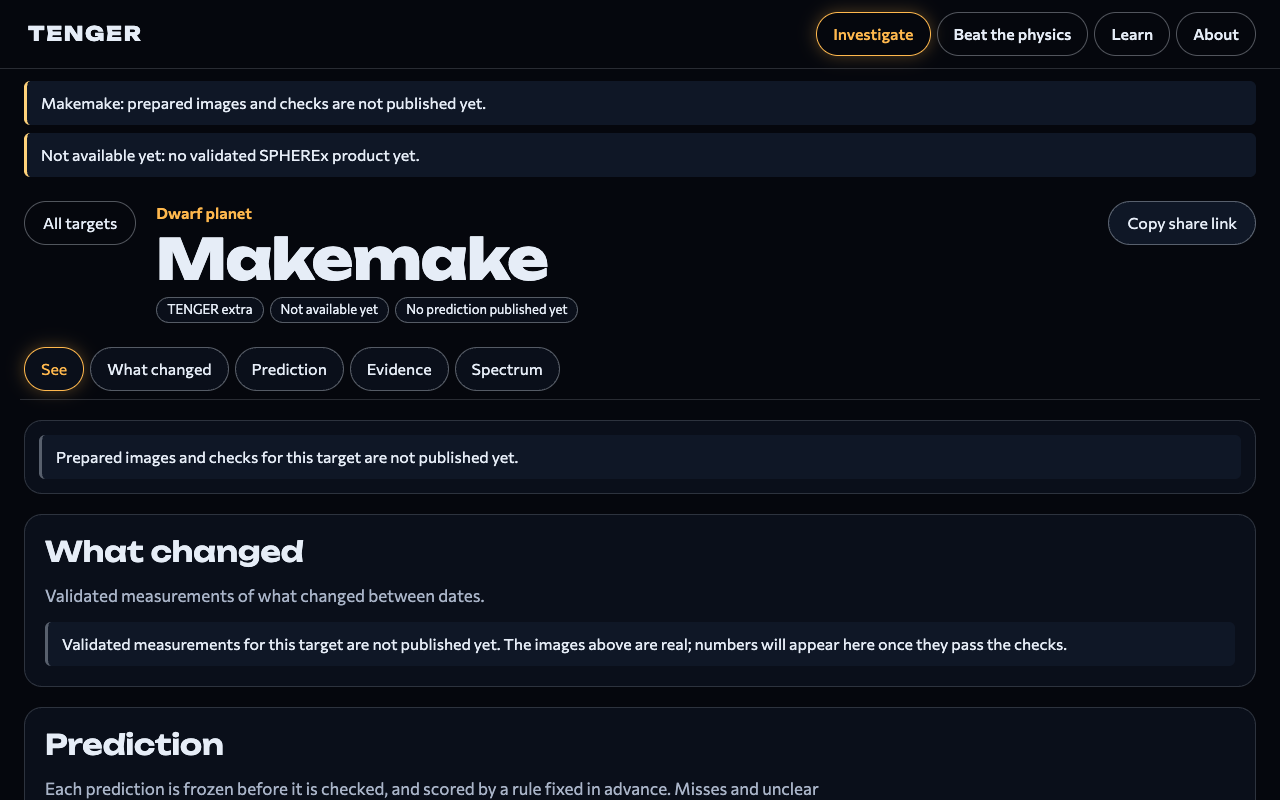 TENGER
Investigate
Beat the physics
Learn
About
Makemake: prepared images and checks are not published yet.
Not available yet: no validated SPHEREx product yet.
All targets
Dwarf planet
Makemake
TENGER extra
Not available yet
No prediction published yet
Copy share link
See
What changed
Prediction
Evidence
Spectrum
Prepared images and checks for this target are not published yet.
What changed
Validated measurements of what changed between dates.
Validated measurements for this target are not published yet. The images above are real; numbers will appear here once they pass the checks.
Prediction
Each prediction is frozen before it is checked, and scored by a rule fixed in advance. Misses and unclear